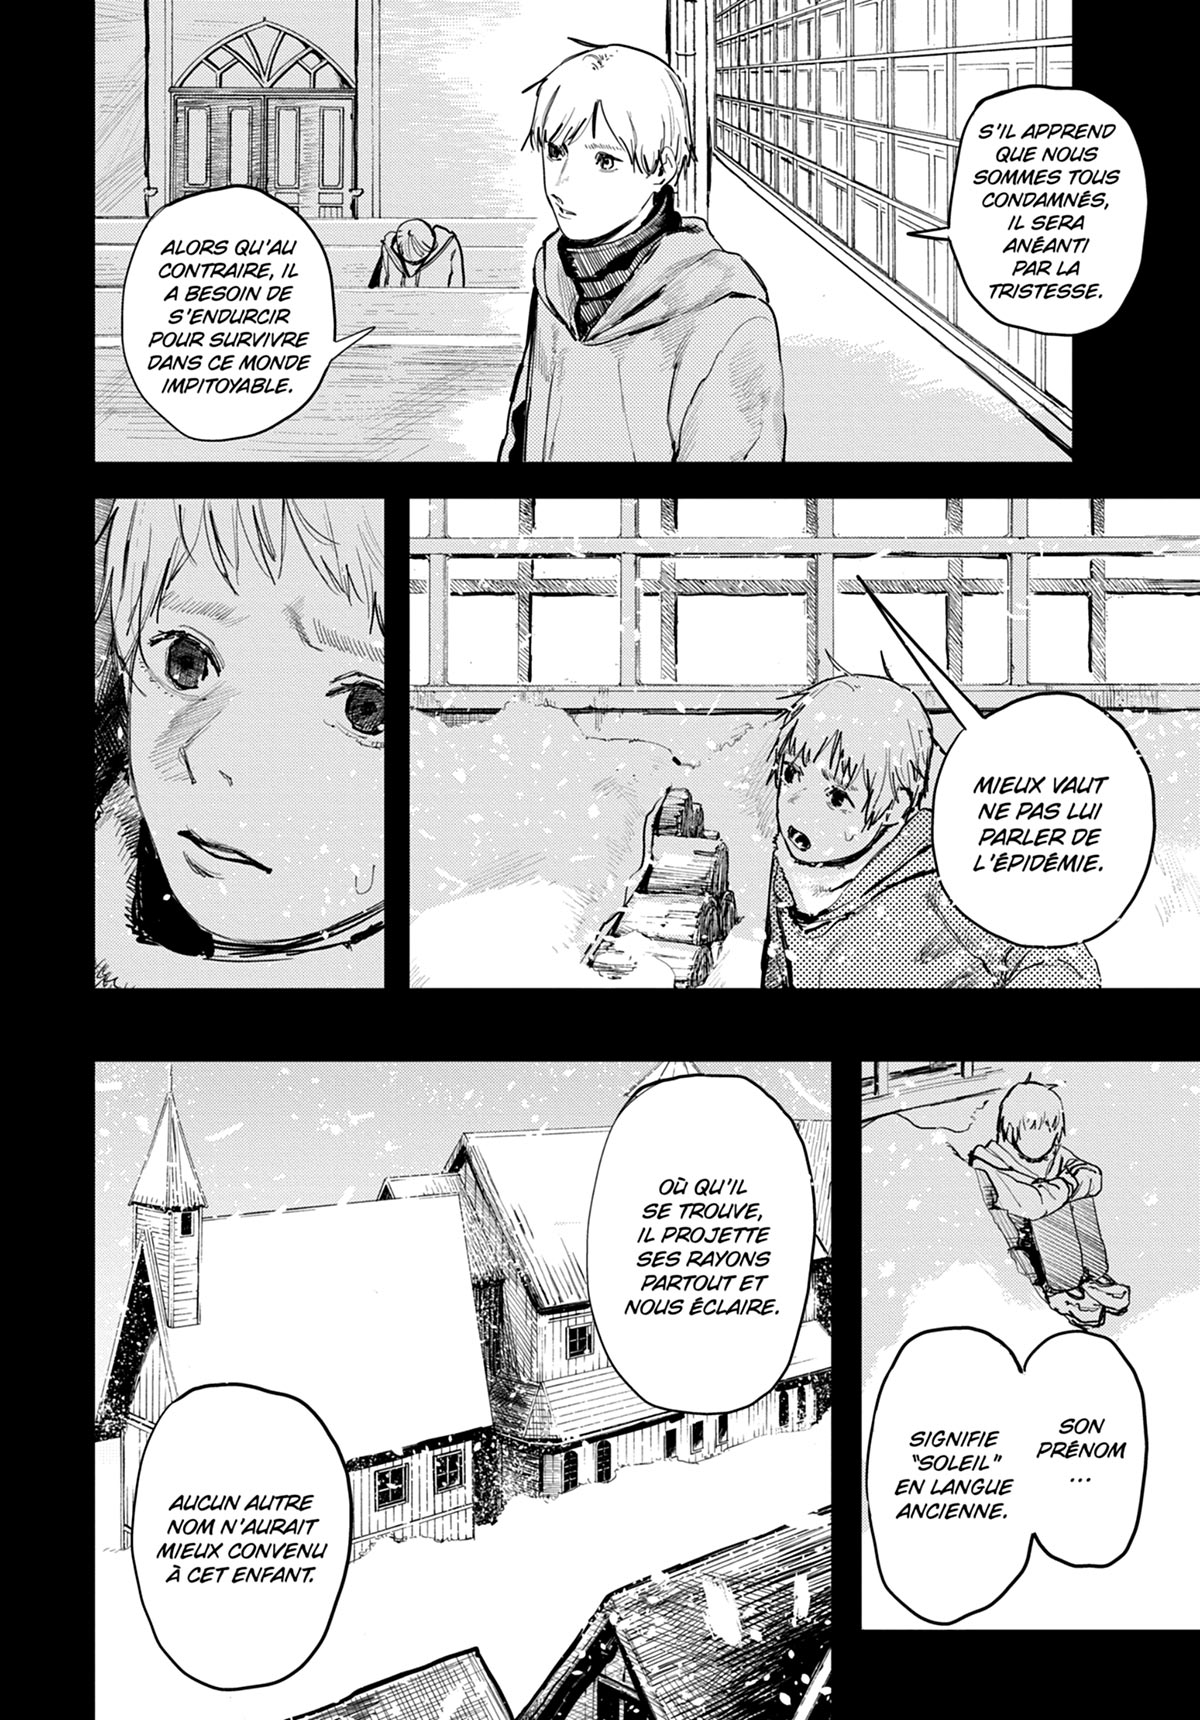 S'IL APPREND
QUE NOUS
SOMMES TOUS
CONDAMNÉS,
IL SERA
ANÉANTI
PAR LA
TRISTESSE.
ALORS QU'AU
CONTRAIRE, IL
A BESOIN DE
S'ENDURCIR
POUR SURVIVRE
DANS CE MONDE
IMPITOYABLE.
MIEUX VAUT
NE PAS LUI
PARLER DE
L'ÉPIDÉMIE.
SON
PRÉNOM
...
SIGNIFIE
"SOLEIL"
EN LANGUE
ANCIENNE.
OÙ QU'IL
SE TROUVE,
IL PROJETTE
SES RAYONS
PARTOUT ET
NOUS ÉCLAIRE.
AUCUN AUTRE
NOM N'AURAIT
MIEUX CONVENU
À CET ENFANT.